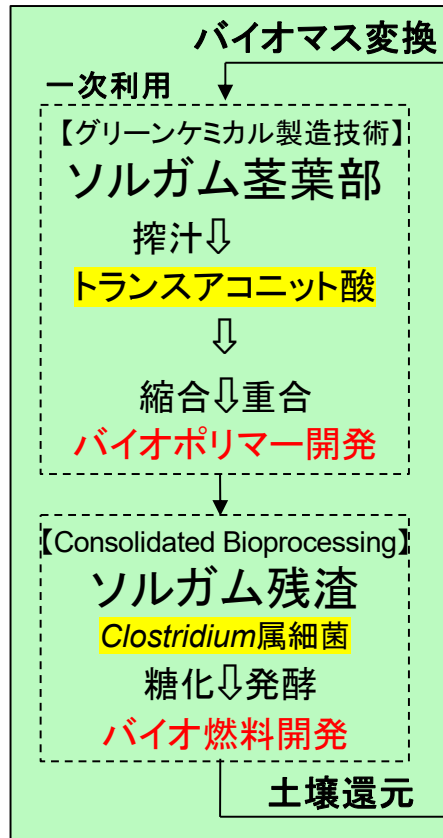 バイオマス変換
一次利用
【グリーンケミカル製造技術】
ソルガム茎葉部
搾汁⇩
トランスアコニット酸
⇩
縮合⇩重合
バイオポリマー開発
【Consolidated Bioprocessing】
ソルガム残渣
Clostridium属細菌
糖化⇩発酵
バイオ燃料開発
土壌還元